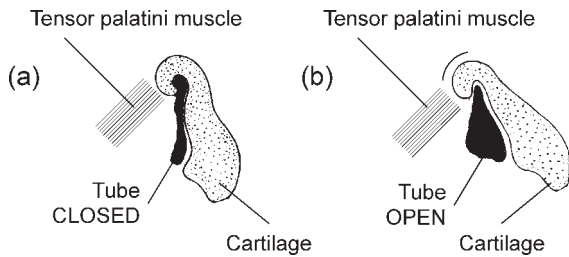 Tensor palatini muscle
Tensor palatini muscle
(a)
(b)
Tube
CLOSED
Tube
OPEN
Cartilage
Cartilage